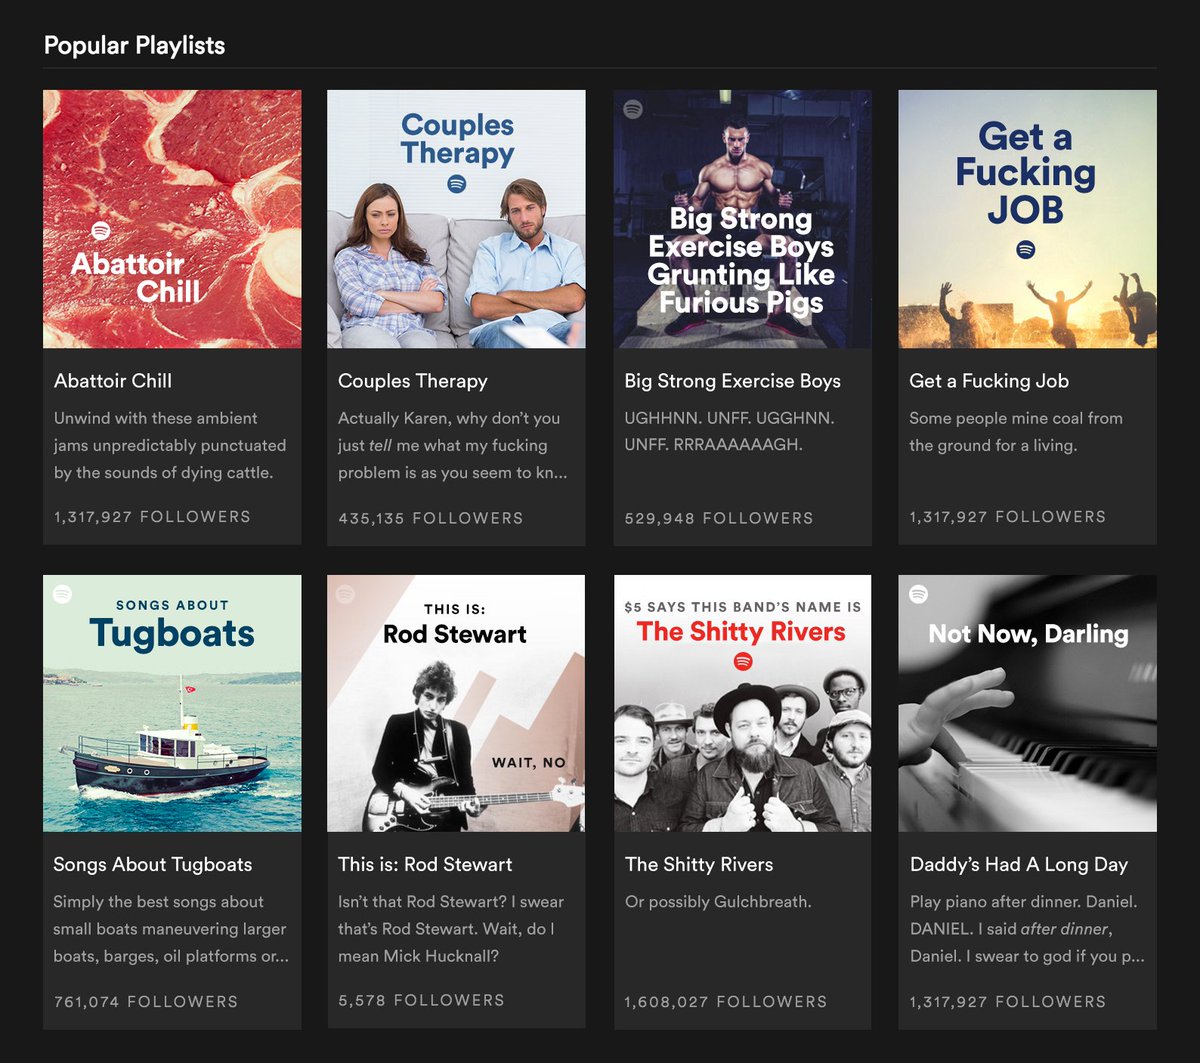 Popular Playlists
Abattoir
Chill
Abattoir Chill
Unwind with these ambient
jams unpredictably punctuated
by the sounds of dying cattle.
1,317,927 FOLLOWERS
Couples
Therapy
Couples Therapy
Actually Karen, why don’t you
just tell me what my fucking
problem is as you seem to kn...
435,135 FOLLOWERS
Big Strong
Exercise Boys
Grunting Like
Furious Pigs
Big Strong Exercise Boys
UGHHNN. UNFF. UGGHNN.
UNFF. RRRAAAAAAGH.
529,948 FOLLOWERS
Get a
Fucking
JOB
Get a Fucking Job
Some people mine coal from
the ground for a living.
1,317,927 FOLLOWERS
SONGS ABOUT
Tugboats
Songs About Tugboats
Simply the best songs about
small boats maneuvering larger
boats, barges, oil platforms or...
761,074 FOLLOWERS
THIS IS:
Rod Stewart
WAIT, NO
This is: Rod Stewart
Isn’t that Rod Stewart? I swear
that’s Rod Stewart. Wait, do I
mean Mick Hucknall?
5,578 FOLLOWERS
$5 SAYS THIS BAND’S NAME IS
The Shitty Rivers
The Shitty Rivers
Or possibly Gulchbreath.
1,608,027 FOLLOWERS
Not Now, Darling
Daddy’s Had A Long Day
Play piano after dinner. Daniel.
DANIEL. I said after dinner,
Daniel. I swear to god if you p...
1,317,927 FOLLOWERS